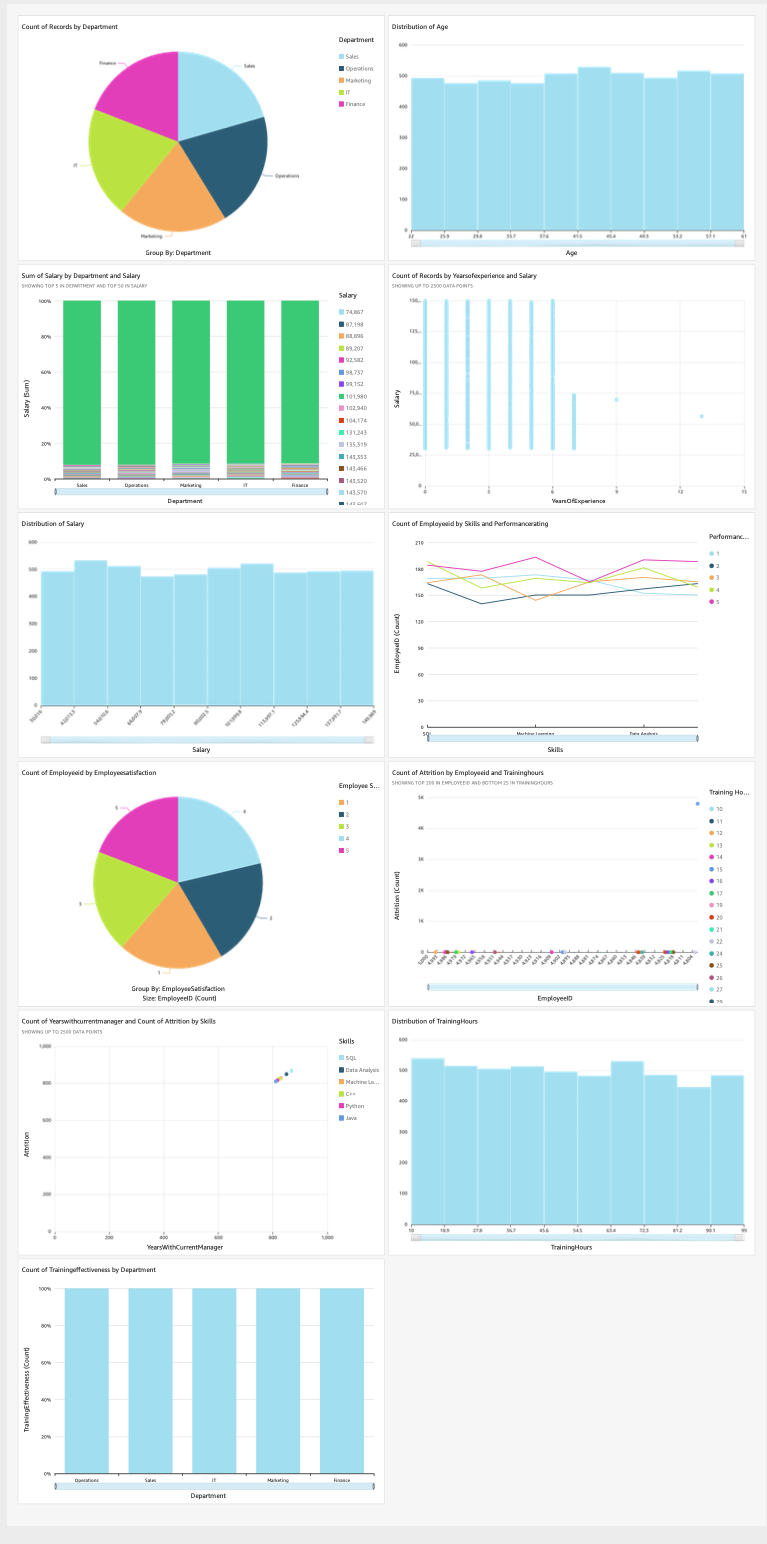 Count of Records by Department
Department
Sales
Operations
Marketing
IT
Finance
Finance
Sales
IT
Operations
Marketing
Group By: Department
Distribution of Age
600
500
400
300
200
100
0
22
25.9
29.8
33.7
37.6
41.5
45.4
49.3
53.2
57.1
61
Age
Sum of Salary by Department and Salary
SHOWING TOP 5 IN DEPARTMENT AND TOP 50 IN SALARY
Salary
74,867
87,198
88,896
89,207
92,582
98,737
99,152
101,980
102,940
104,174
131,243
135,319
143,353
143,466
143,520
143,570
100%
80%
60%
40%
20%
0%
Salary (Sum)
Sales
Operations
Marketing
IT
Finance
Department
Count of Records by Yearsofexperience and Salary
SHOWING UP TO 2500 DATA POINTS
150,...
125,...
100,...
75,0...
50,0...
25,0...
0
Salary
0
3
6
9
12
15
YearsOfExperience
Distribution of Salary
600
500
400
300
200
100
0
Salary
Count of Employeeid by Skills and Performancerating
Performanc...
1
2
3
4
5
210
180
150
120
90
60
30
0
EmployeeID (Count)
SQL
Machine Learning
Data Analysis
Skills
Count of Employeeid by Employeesatisfaction
Employee S...
1
2
3
4
5
5
4
3
2
1
Group By: EmployeeSatisfaction
Size: EmployeeID (Count)
Count of Attrition by Employeeid and Traininghours
SHOWING TOP 200 IN EMPLOYEEID AND BOTTOM 25 IN TRAININGHOURS
Training Ho...
10
11
12
13
14
15
16
17
19
20
21
22
24
25
26
27
29
5K
4K
3K
2K
1K
0
Attrition (Count)
EmployeeID
Count of Yearswithcurrentmanager and Count of Attrition by Skills
SHOWING UP TO 2500 DATA POINTS
Skills
SQL
Data Analysis
Machine Le...
C++
Python
Java
1,000
800
600
400
200
0
Attrition
0
200
400
600
800
1,000
YearsWithCurrentManager
Distribution of TrainingHours
600
500
400
300
200
100
0
10
18.9
27.8
36.7
45.6
54.5
63.4
72.3
81.2
90.1
99
TrainingHours
Count of Trainingeffectiveness by Department
100%
80%
60%
40%
20%
0%
TrainingEffectiveness (Count)
Operations
Sales
IT
Marketing
Finance
Department